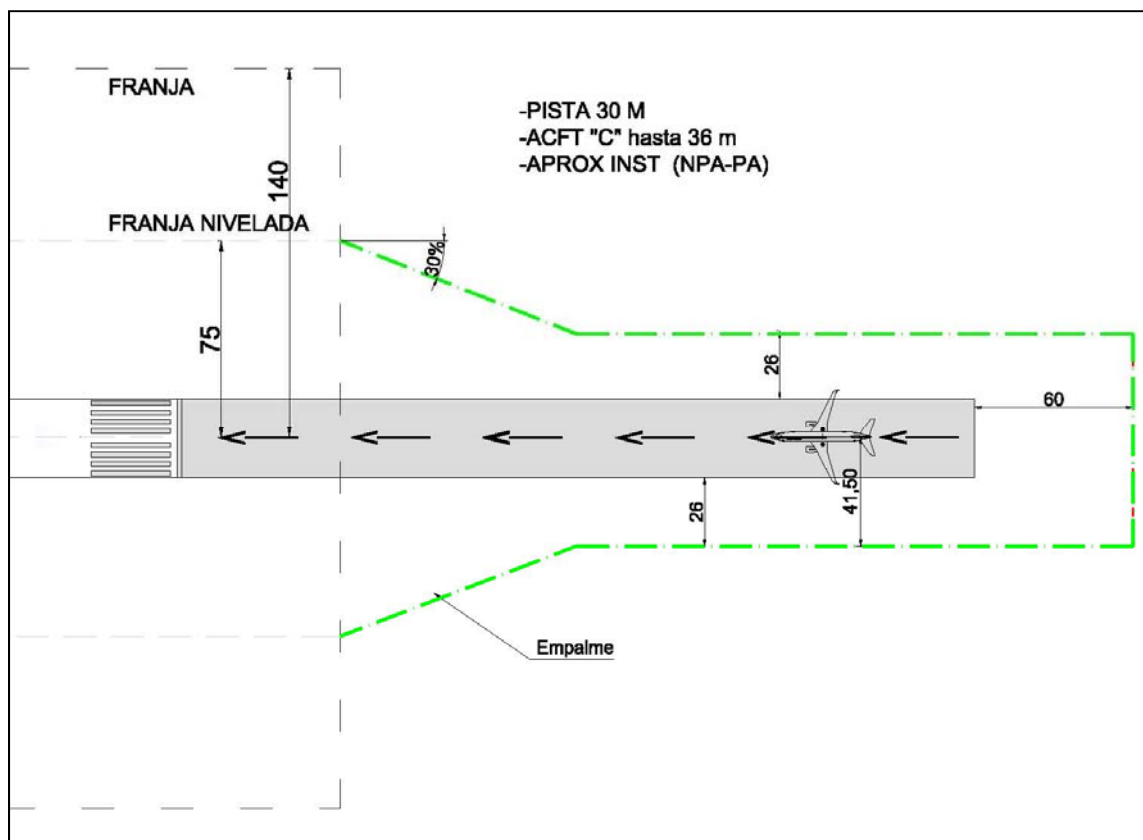 FRANJA
140
-PISTA 30 M
-ACFT "C" hasta 36 m
-APROX INST (NPA-PA)
FRANJA NIVELADA
30%
75
26
60
26
41,50
Empalme